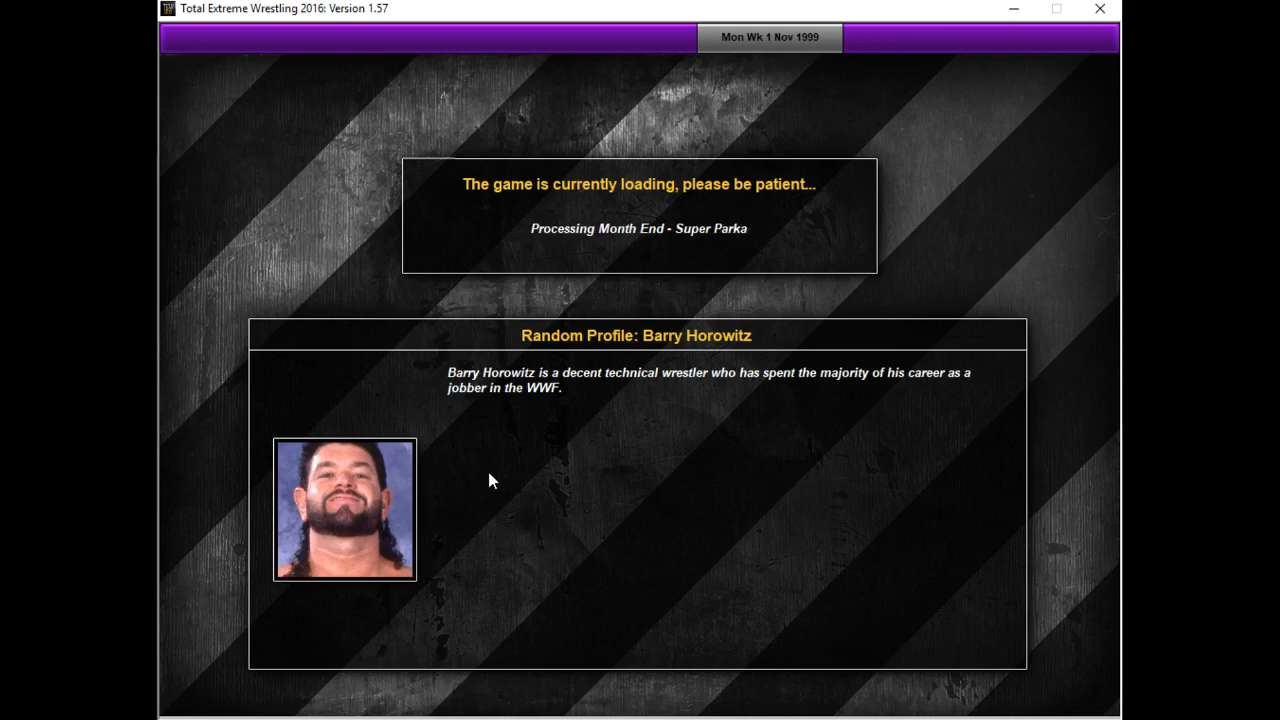 Total Extreme Wrestling 2016: Version 1.57
Mon Wk 1 Nov 1999
The game is currently loading, please be patient...
Processing Month End - Super Parka
Random Profile: Barry Horowitz
Barry Horowitz is a decent technical wrestler who has spent the majority of his career as a
jobber in the WWF.